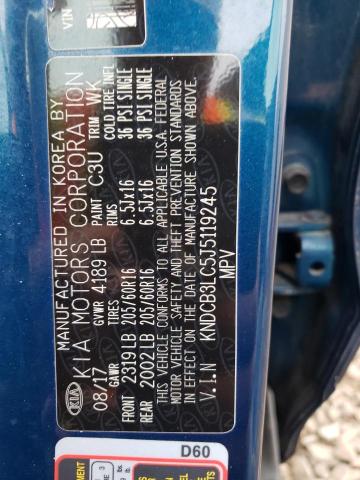 MANUFACTURED IN KOREA BY
KIA MOTORS CORPORATION
08/17 GVWR 4189 LB PAINT C3U TRIM WK
GAWR TIRES RIMS COLD TIRE INFL
FRONT 2319 LB 205/60R16 6.5JX16 36 PSI SINGLE
REAR 2002 LB 205/60R16 6.5JX16 36 PSI SINGLE
THIS VEHICLE CONFORMS TO ALL APPLICABLE U.S.A. FEDERAL
MOTOR VEHICLE SAFETY AND THEFT PREVENTION STANDARDS
IN EFFECT ON THE DATE OF MANUFACTURE SHOWN ABOVE
V.I.N KNDCB3LC5J5119245
MPV
KIA
D60
VIN